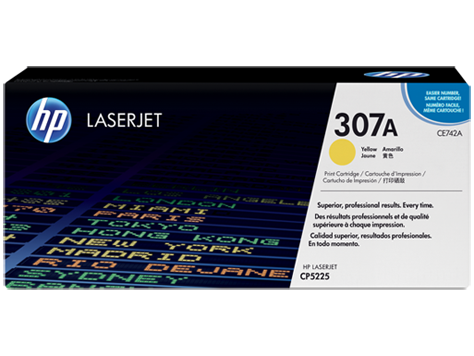 hp
LASERJET
EASIER NUMBER,
SAME CARTRIDGE!
NUMÉRO FACILE,
MÊME CARTOUCHE !
307A
CE742A
Yellow Amarillo
Jaune 黄色
Print Cartridge / Cartouche d'impression /
Cartucho de Impresión / 打印硒鼓
Superior, professional results. Every time.
Des résultats professionnels et de qualité
supérieure à chaque impression.
Calidad superior, resultados profesionales.
En todo momento.
HP LASERJET
CP5225
LONDON
MIAMI
PARIS
TOKYO
HONG KONG
NEW YORK
RIO DEJANE
SYDNEY